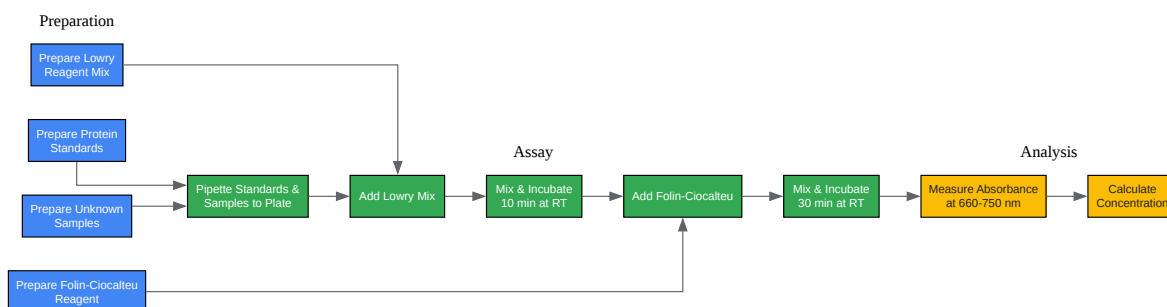 Preparation
Prepare Lowry
Reagent Mix
Prepare Protein
Standards
Prepare Unknown
Samples
Prepare Folin-Ciocalteu
Reagent
Assay
Pipette Standards &
Samples to Plate
Add Lowry Mix
Mix & Incubate
10 min at RT
Add Folin-Ciocalteu
Mix & Incubate
30 min at RT
Analysis
Measure Absorbance
at 660-750 nm
Calculate
Concentration